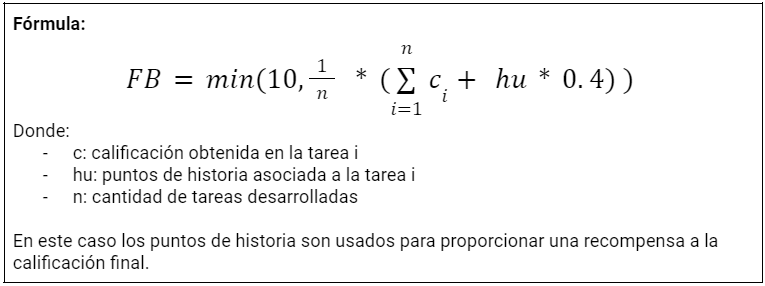 Fórmula:
FB = min(10, 1/n * (∑_{i=1}^{n} c_i + hu * 0.4) )
Donde:
- c: calificación obtenida en la tarea i
- hu: puntos de historia asociada a la tarea i
- n: cantidad de tareas desarrolladas
En este caso los puntos de historia son usados para proporcionar una recompensa a la
calificación final.